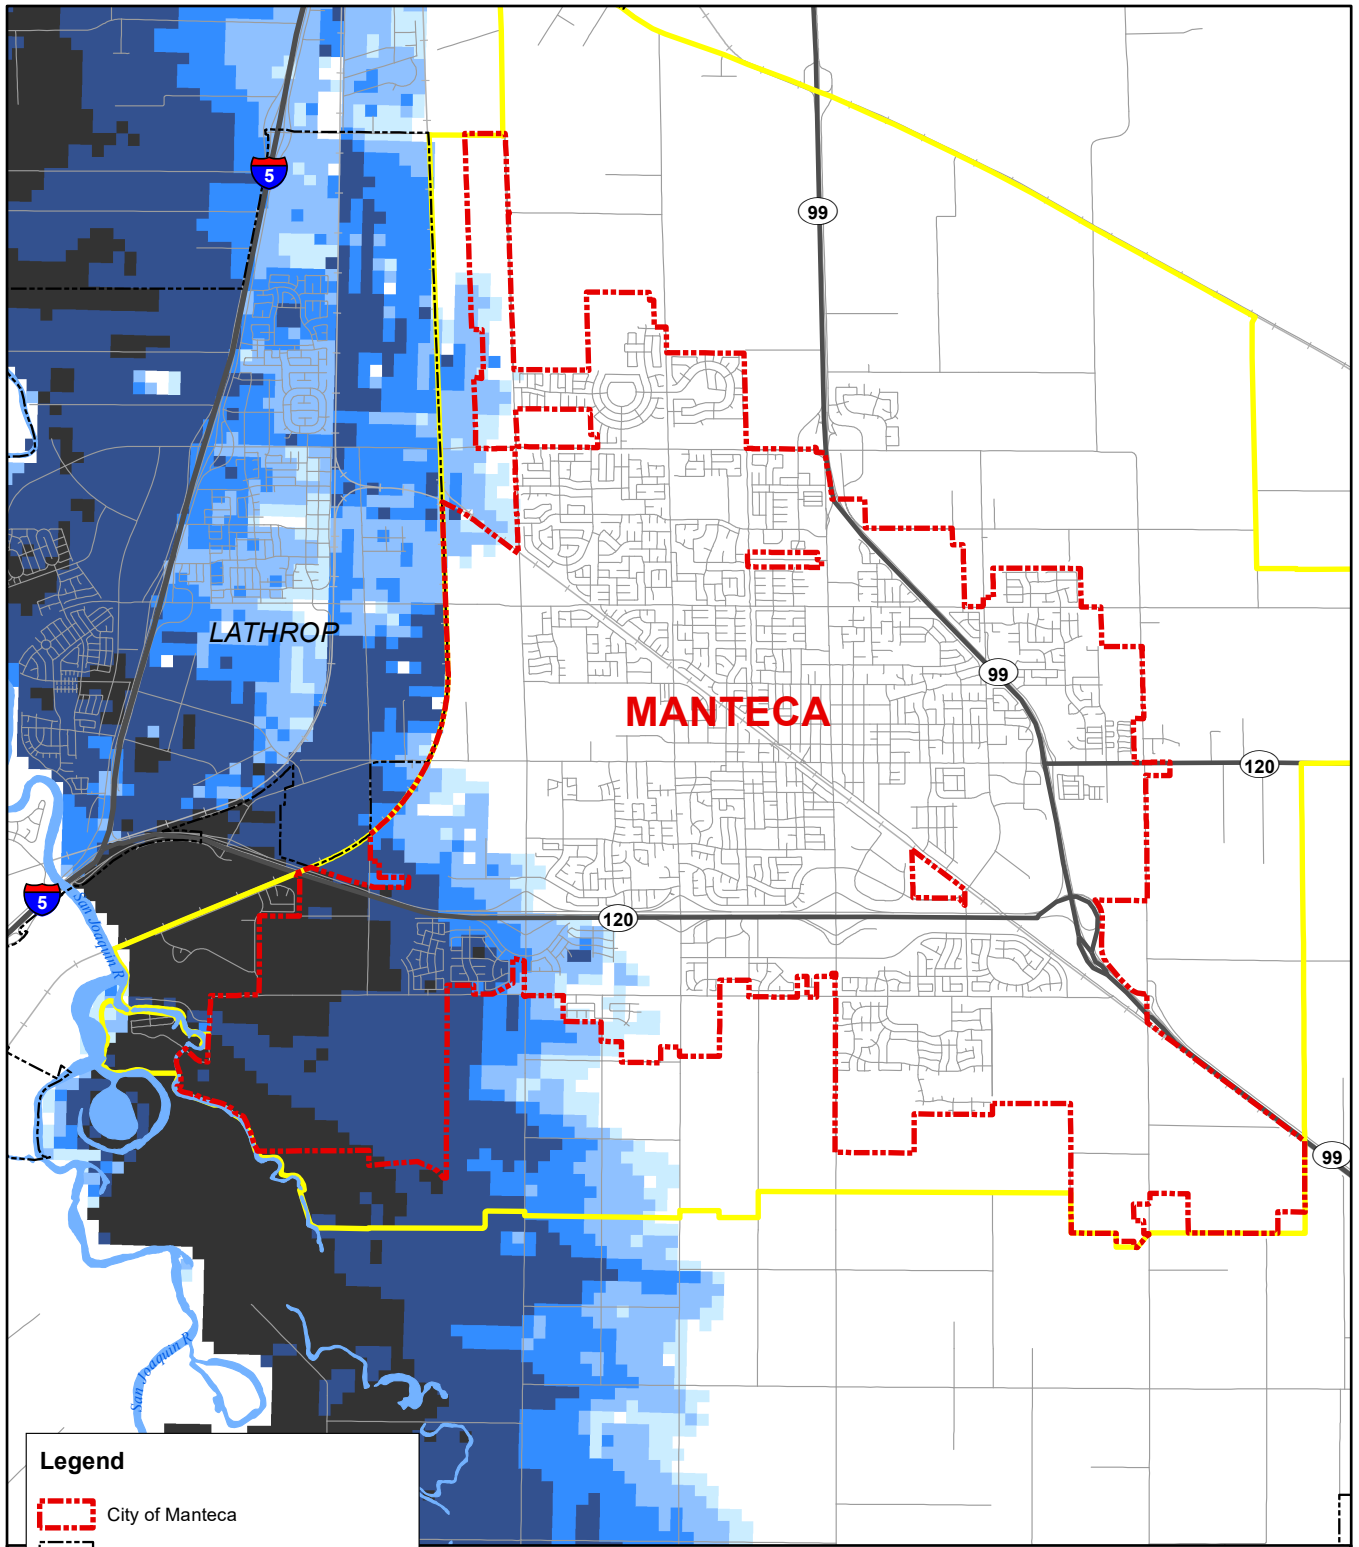 5
99
LATHROP
99
MANTECA
120
5
San Joaquin R
120
99
San Joaquin R
Legend
City of Manteca